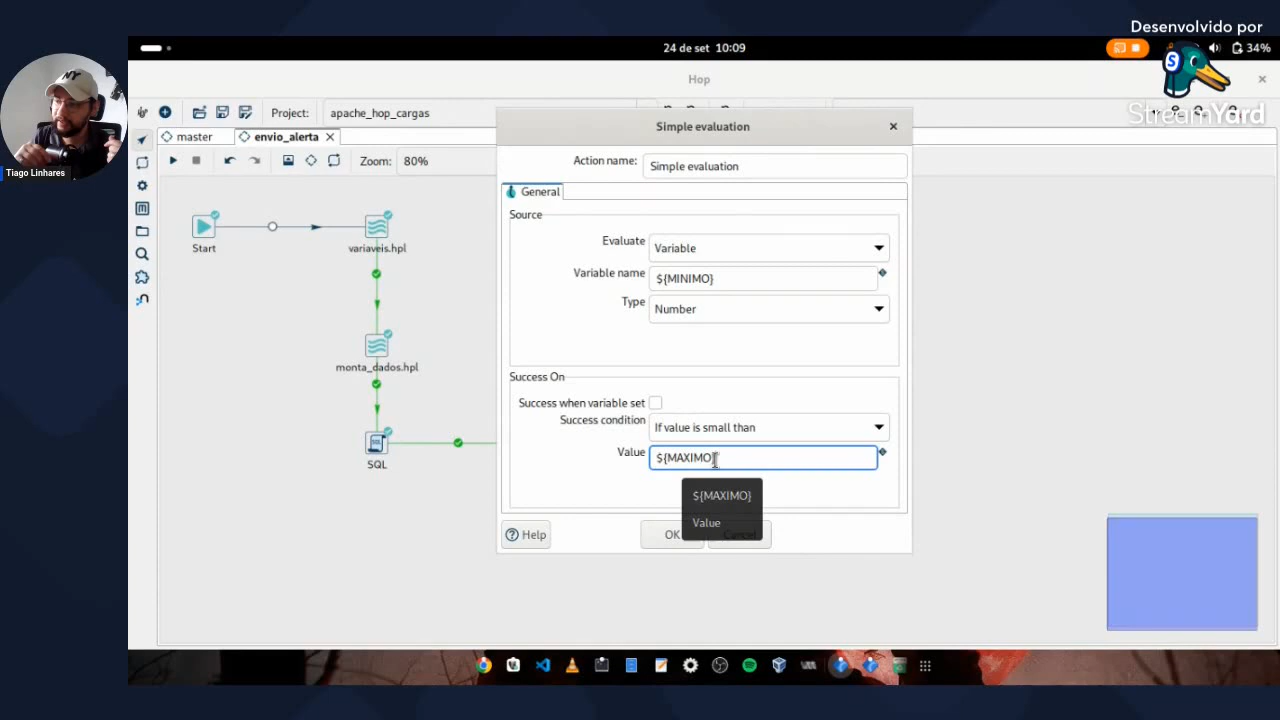 Desenvolvido por
24 de set 10:09
34%
Hop
StreamYard
Project:
apache_hop_cargas
master
envio_alerta
Zoom:
80%
Tiago Linhares
Start
variaveis.hpl
monta_dados.hpl
SQL
Simple evaluation
Action name:
Simple evaluation
General
Source
Evaluate
Variable
Variable name
${MINIMO}
Type
Number
Success On
Success when variable set
Success condition
If value is small than
Value
${MAXIMO}
${MAXIMO}
Value
Help
OK
Cancel